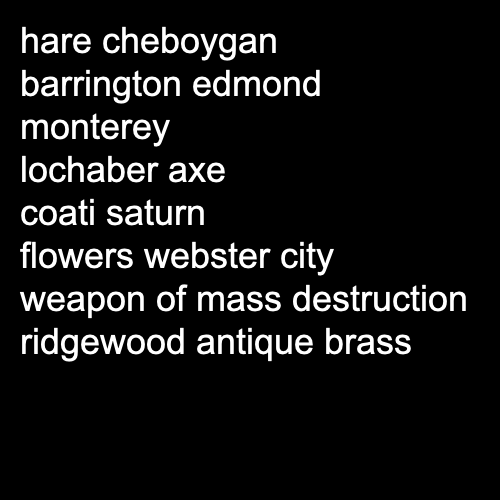 hare cheboygan
barrington edmond
monterey
lochaber axe
coati saturn
flowers webster city
weapon of mass destruction
ridgewood antique brass